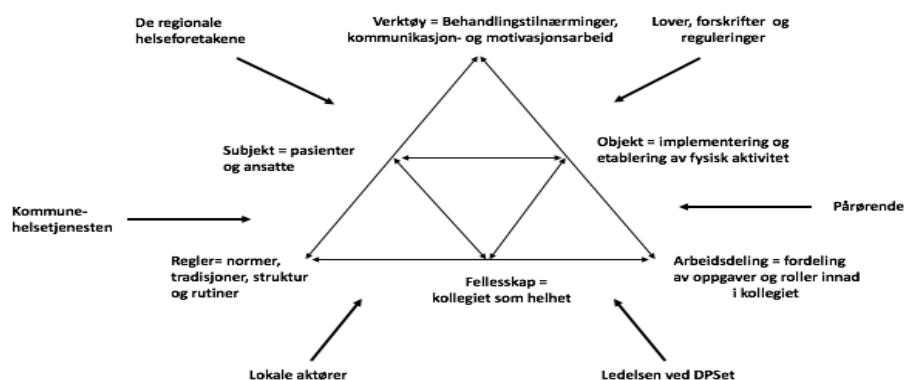 De regionale
helseforetakene
Verktøy = Behandlingstilnærminger,
kommunikasjon- og motivasjonsarbeid
Lover, forskrifter og
reguleringer
Subjekt = pasienter
og ansatte
Objekt = implementering og
etablering av fysisk aktivitet
Kommune-
helsetjenesten
Pårørende
Regler= normer,
tradisjoner, struktur
og rutiner
Fellesskap =
kollegiet som helhet
Arbeidsdeling = fordeling
av oppgaver og roller innad
i kollegiet
Lokale aktører
Ledelsen ved DPSet